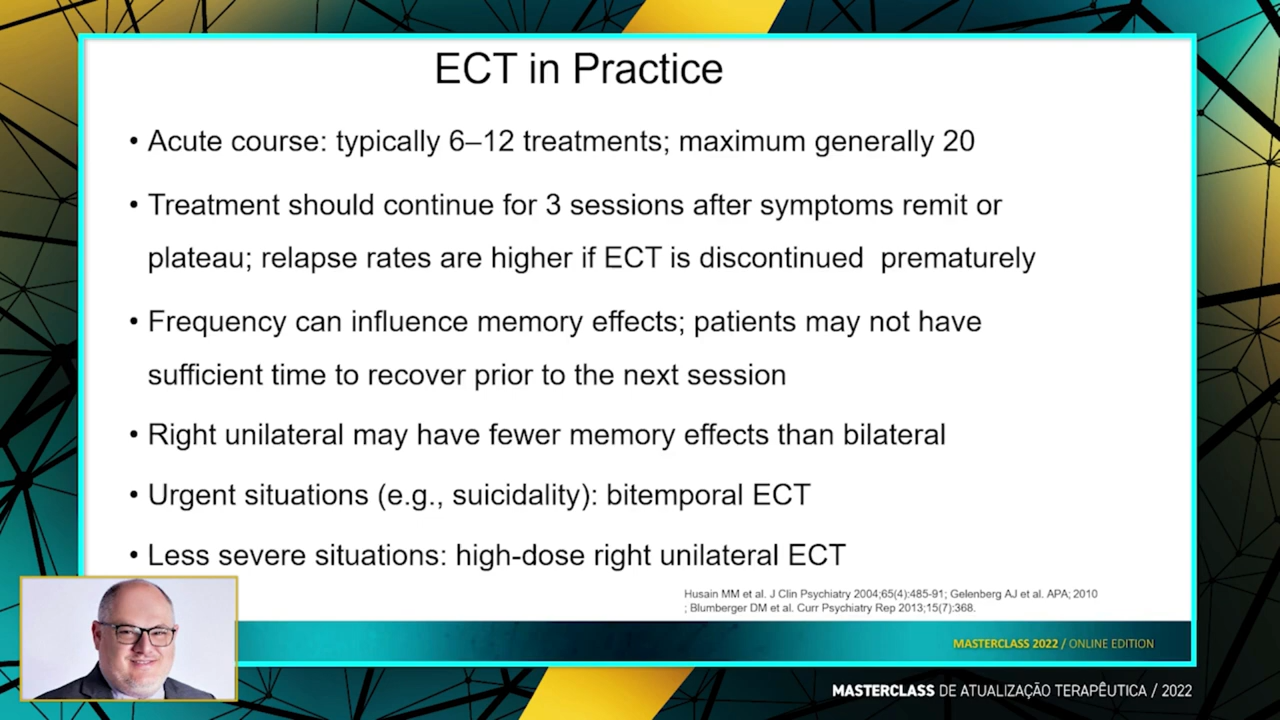 ECT in Practice
• Acute course: typically 6–12 treatments; maximum generally 20
• Treatment should continue for 3 sessions after symptoms remit or
plateau; relapse rates are higher if ECT is discontinued  prematurely
• Frequency can influence memory effects; patients may not have
sufficient time to recover prior to the next session
• Right unilateral may have fewer memory effects than bilateral
• Urgent situations (e.g., suicidality): bitemporal ECT
• Less severe situations: high-dose right unilateral ECT
Husain MM et al. J Clin Psychiatry 2004;65(4):485-91; Gelenberg AJ et al. APA; 2010
; Blumberger DM et al. Curr Psychiatry Rep 2013;15(7):368.
MASTERCLASS 2022 / ONLINE EDITION
MASTERCLASS DE ATUALIZAÇÃO TERAPÊUTICA / 2022